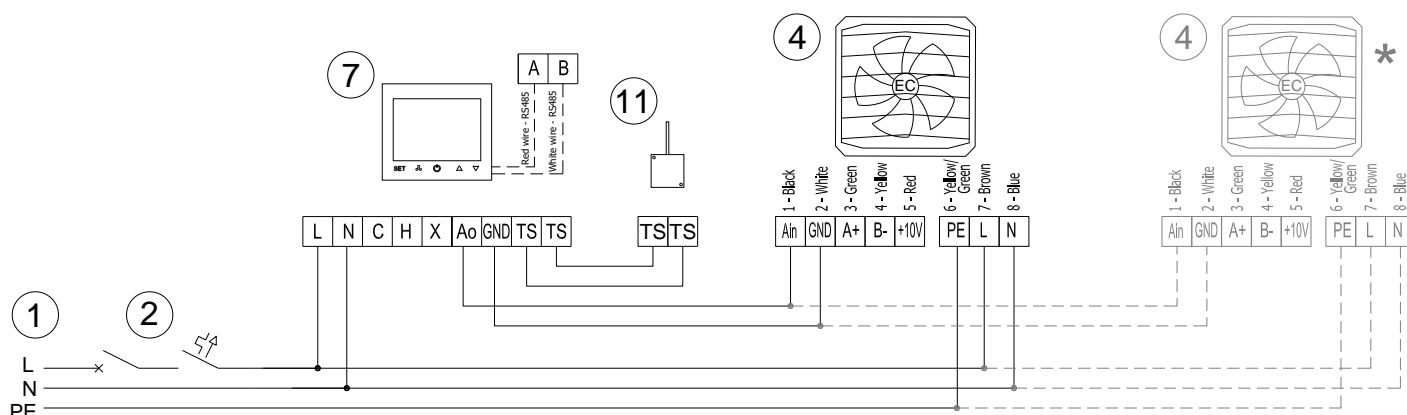 4
4
*
7
A B
EC
EC
11
Red wire - RS485
White wire - RS485
SET
1 - Black
2 - White
3 - Green
4 - Yellow
5 - Red
6 - Yellow/
Green
7 - Brown
8 - Blue
1 - Black
2 - White
3 - Green
4 - Yellow
5 - Red
6 - Yellow/
Green
7 - Brown
8 - Blue
L N C H X Ao GND TS TS
TS TS
Ain GND A+ B- +10V
PE L N
Ain GND A+ B- +10V
PE L N
1
2
L
N
PE